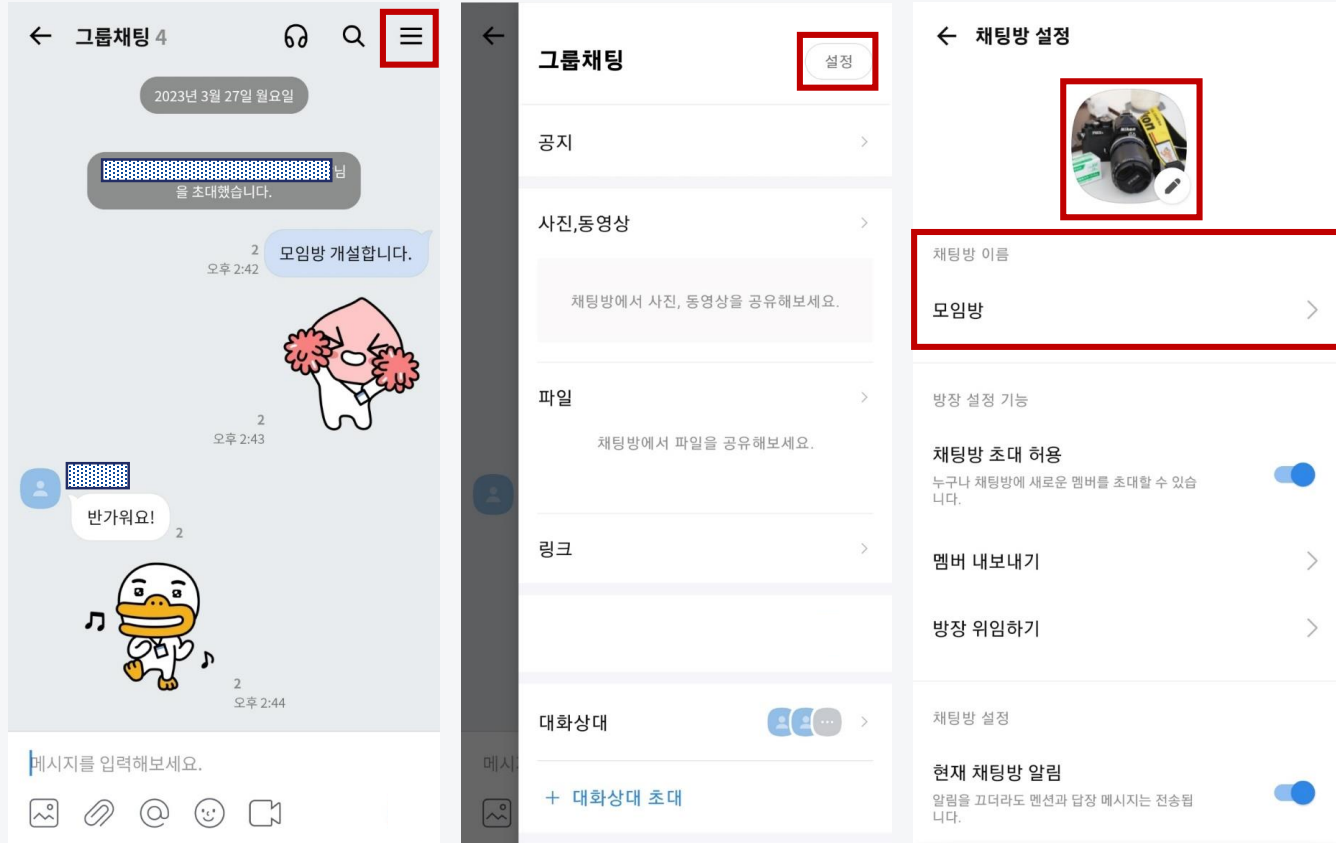 그룹채팅 4
2023년 3월 27일 월요일
님
을 초대했습니다.
2
오후 2:42
모임방 개설합니다.
2
오후 2:43
반가워요!
2
2
오후 2:44
메시지를 입력해보세요.
그룹채팅
설정
공지
사진,동영상
채팅방에서 사진, 동영상을 공유해보세요.
파일
채팅방에서 파일을 공유해보세요.
링크
대화상대
+ 대화상대 초대
메시
채팅방 설정
Nikon
채팅방 이름
모임방
방장 설정 기능
채팅방 초대 허용
누구나 채팅방에 새로운 멤버를 초대할 수 있습
니다.
멤버 내보내기
방장 위임하기
채팅방 설정
현재 채팅방 알림
알림을 끄더라도 멘션과 답장 메시지는 전송됩
니다.